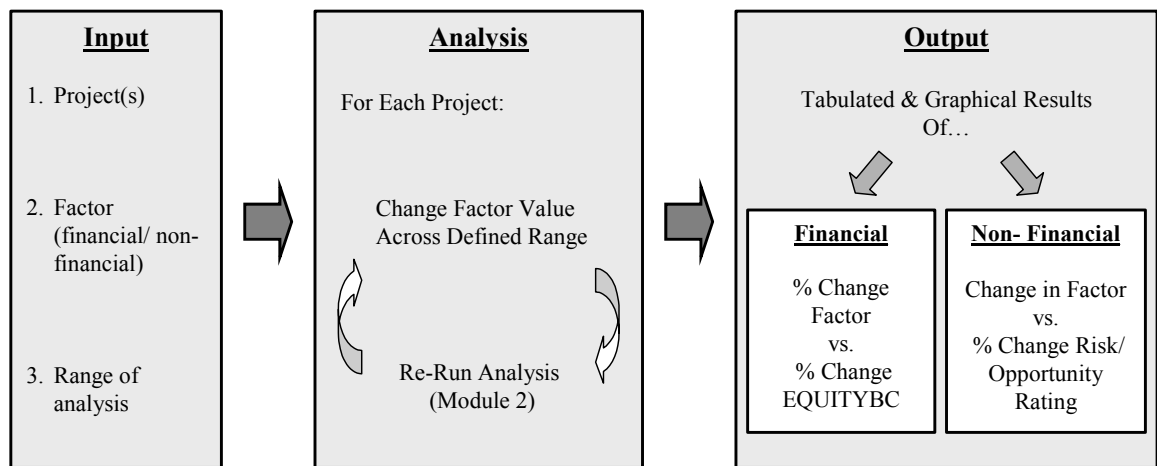 Input
1. Project(s)
2. Factor
(financial/ non-
financial)
3. Range of
analysis
Analysis
For Each Project:
Change Factor Value
Across Defined Range
Re-Run Analysis
(Module 2)
Output
Tabulated & Graphical Results
Of…
Financial
% Change
Factor
vs.
% Change
EQUITYBC
Non- Financial
Change in Factor
vs.
% Change Risk/
Opportunity
Rating